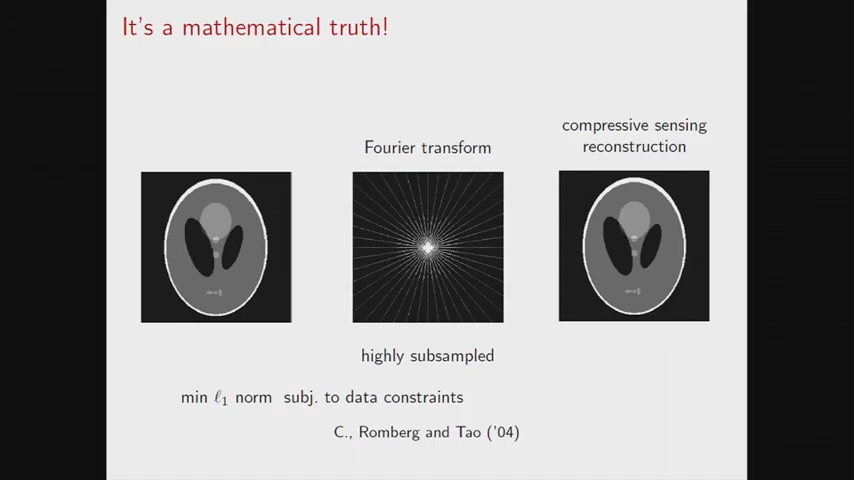 It's a mathematical truth!
compressive sensing
Fourier transform
reconstruction
highly subsampled
min ℓ₁ norm subj. to data constraints
C., Romberg and Tao ('04)